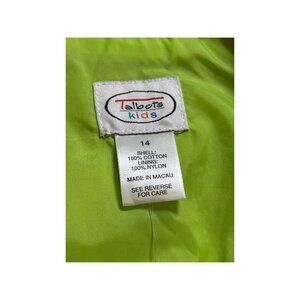 Talbots
kids
14
SHELL:
100% COTTON
LINING:
100% NYLON
MADE IN MACAU
SEE REVERSE
FOR CARE